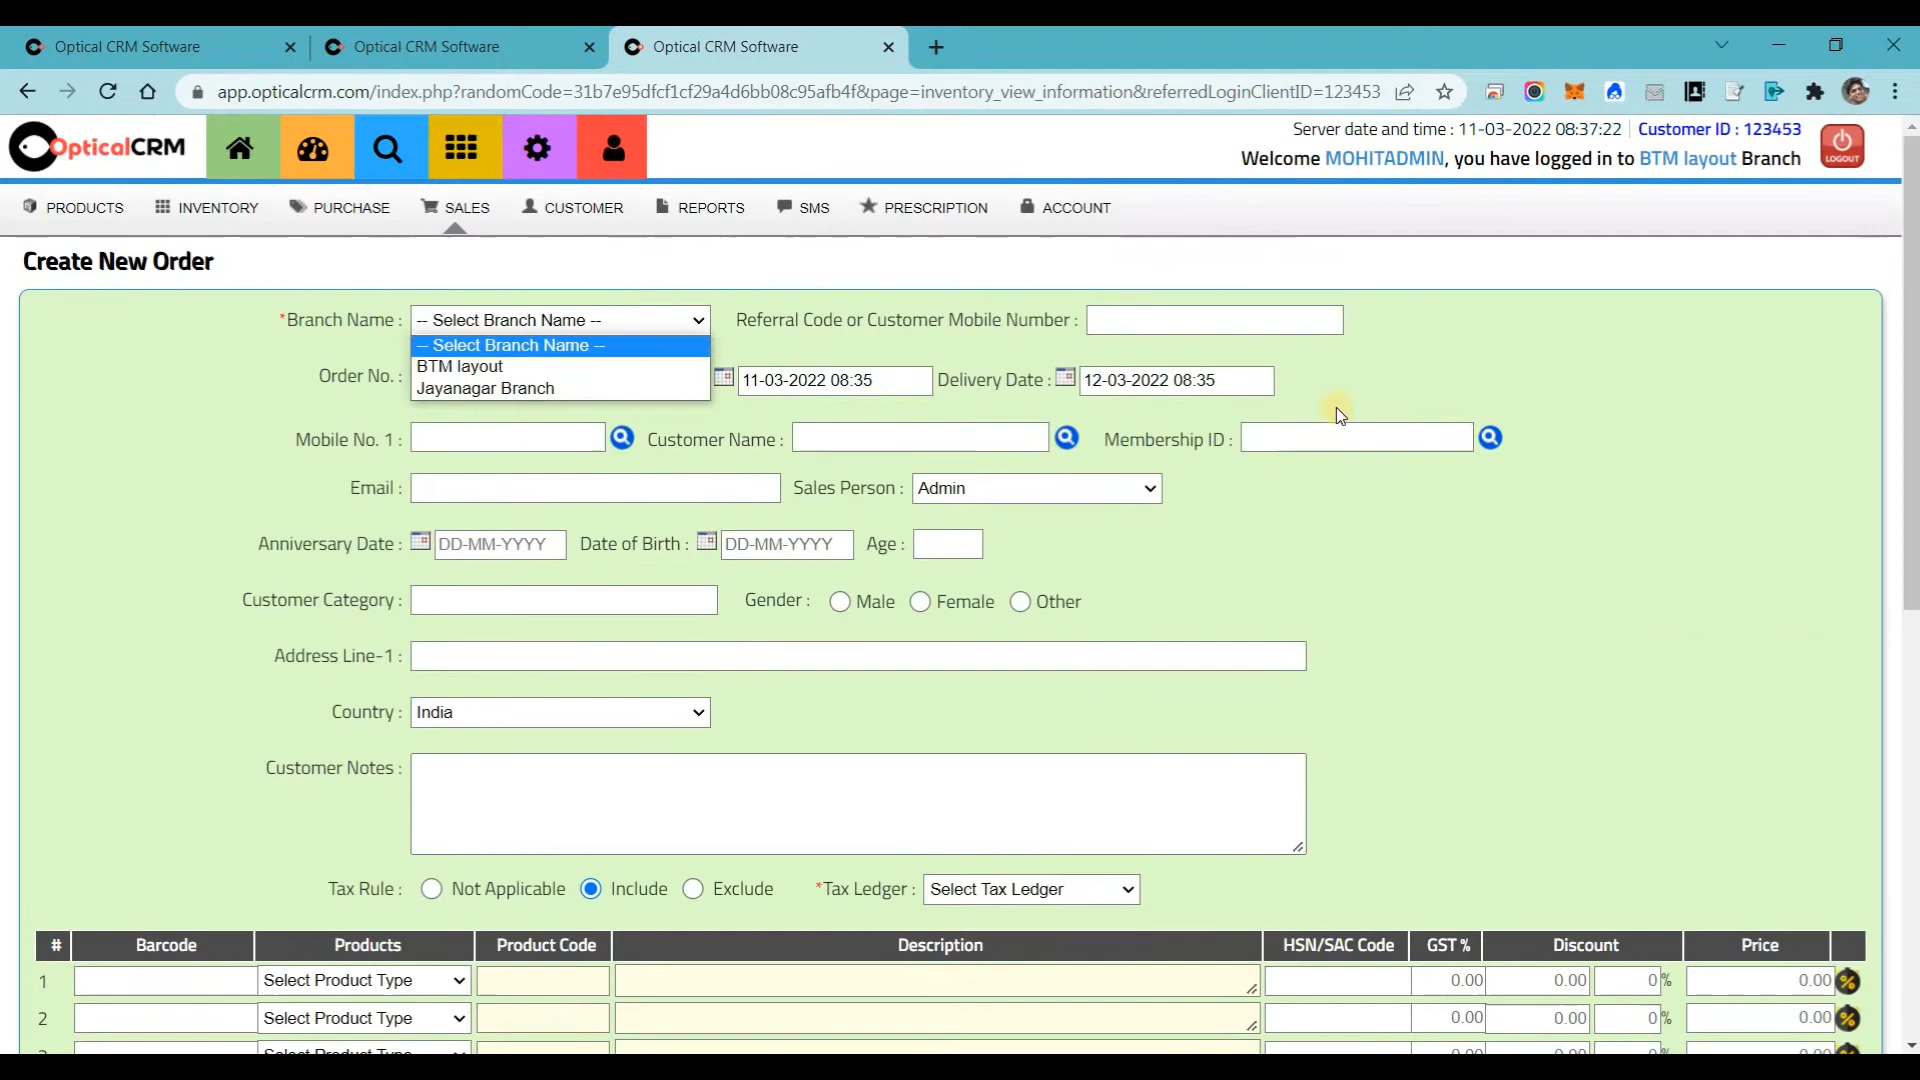 Optical CRM Software
Optical CRM Software
Optical CRM Software
app.opticalcrm.com/index.php?randomCode=31b7e95dfcf1cf29a4d6bb08c95afb4f&page=inventory_view_information&referredLoginClientID=123453
OpticalCRM
Server date and time : 11-03-2022 08:37:22 Customer ID : 123453
Welcome MOHITADMIN, you have logged in to BTM layout Branch
LOGOUT
PRODUCTS INVENTORY PURCHASE SALES CUSTOMER REPORTS SMS PRESCRIPTION ACCOUNT
Create New Order
*Branch Name : -- Select Branch Name -- Referral Code or Customer Mobile Number :
-- Select Branch Name --
BTM layout
Jayanagar Branch
Order No. : 11-03-2022 08:35 Delivery Date : 12-03-2022 08:35
Mobile No. 1 : Customer Name : Membership ID :
Email : Sales Person : Admin
Anniversary Date : DD-MM-YYYY Date of Birth : DD-MM-YYYY Age :
Customer Category : Gender : Male Female Other
Address Line-1 :
Country : India
Customer Notes :
Tax Rule : Not Applicable Include Exclude *Tax Ledger : Select Tax Ledger
# Barcode Products Product Code Description HSN/SAC Code GST % Discount Price
1 Select Product Type 0.00 0.00 0 % 0.00 %
2 Select Product Type 0.00 0.00 0 % 0.00 %